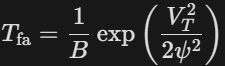 T_fa = \frac{1}{B} \exp\left(\frac{V_T^2}{2\psi^2}\right)